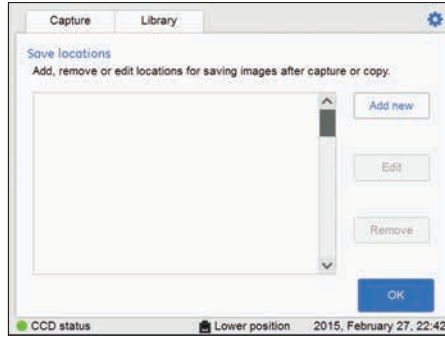 Capture Library
Save locations
Add, remove or edit locations for saving images after capture or copy.
Add new
Edit
Remove
OK
CCD status Lower position 2015, February 27, 22:42